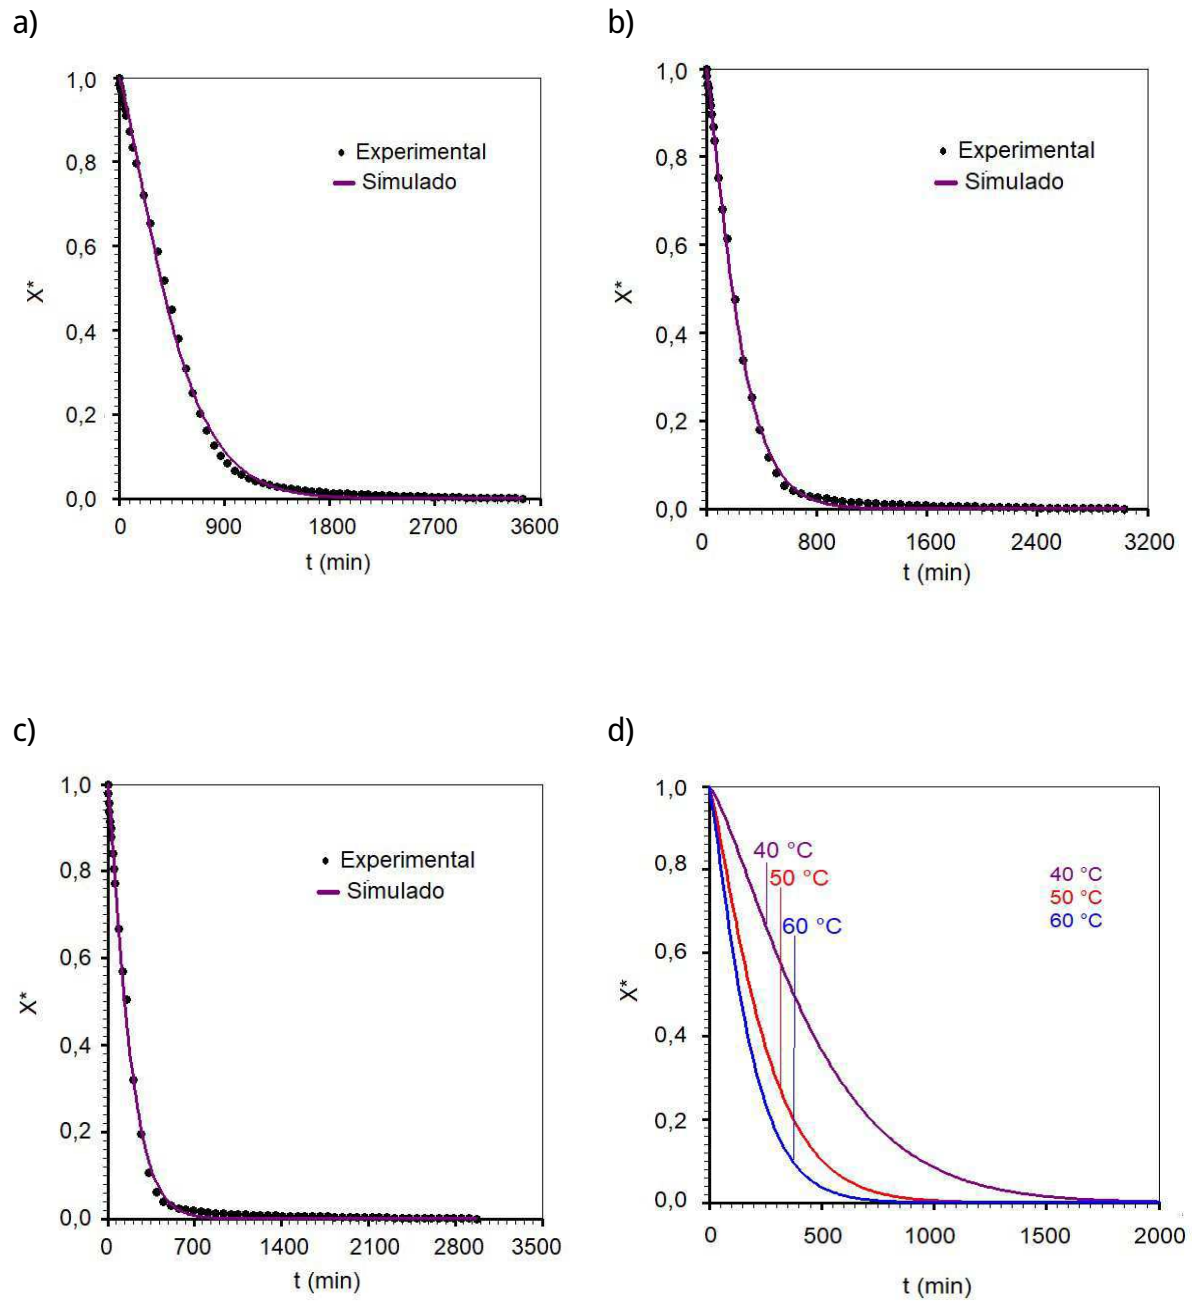 a)
1,0
0,8
0,6
0,4
0,2
0,0
X*
Experimental
Simulado
0 900 1800 2700 3600
t (min)
b)
1,0
0,8
0,6
0,4
0,2
0,0
X*
Experimental
Simulado
0 800 1600 2400 3200
t (min)
c)
1,0
0,8
0,6
0,4
0,2
0,0
X*
Experimental
Simulado
0 700 1400 2100 2800 3500
t (min)
d)
1,0
0,8
0,6
0,4
0,2
0,0
X*
40 °C
50 °C
60 °C
40 °C
50 °C
60 °C
0 500 1000 1500 2000
t (min)